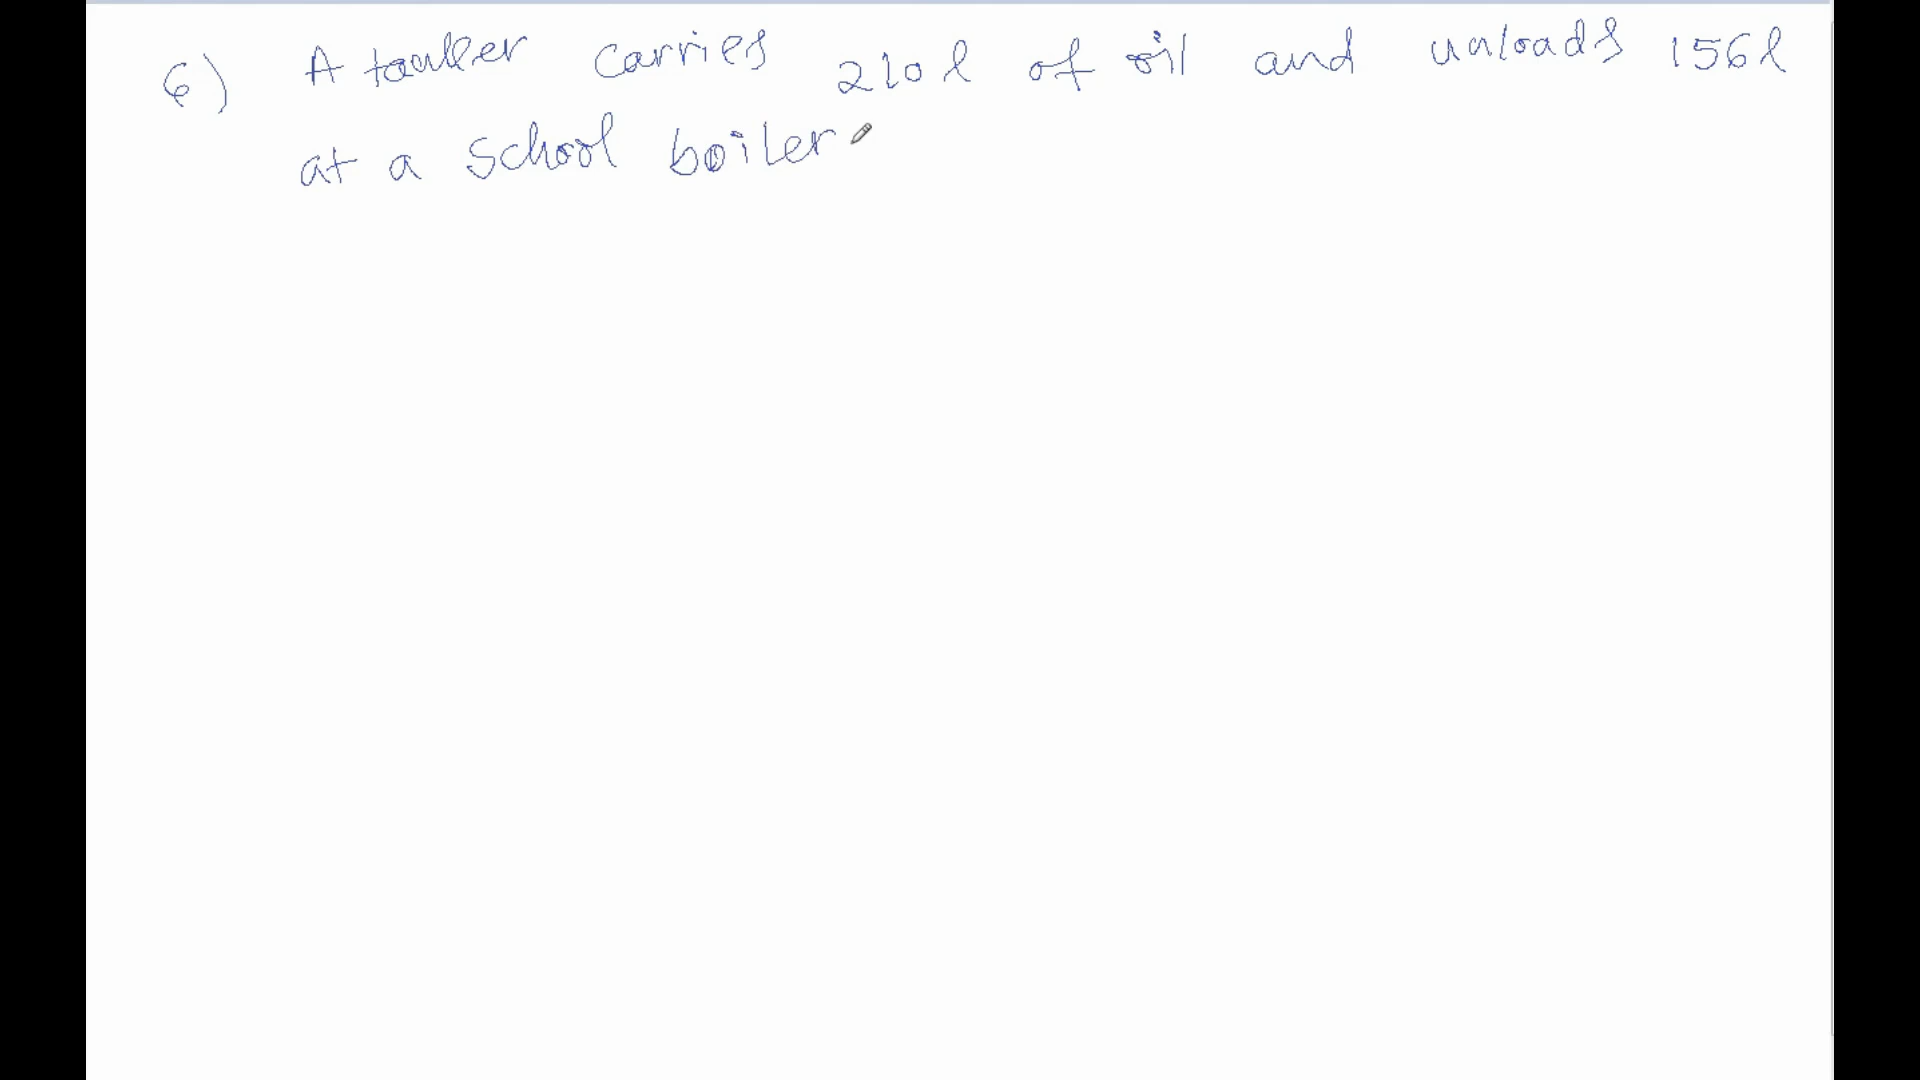 6) A tanker carries 210 l of oil and unloads 156 l
at a school boiler